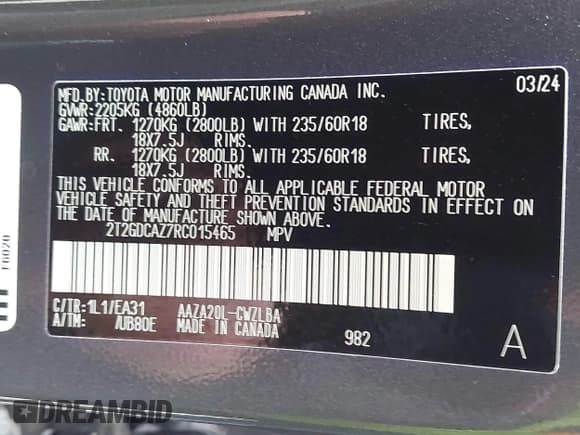 MFD.BY:TOYOTA MOTOR MANUFACTURING CANADA INC. 03/24
GVWR:2205KG (4860LB)
GAWR:FRT. 1270KG (2800LB) WITH 235/60R18 TIRES,
18X7.5J RIMS.
RR. 1270KG (2800LB) WITH 235/60R18 TIRES,
18X7.5J RIMS.
THIS VEHICLE CONFORMS TO ALL APPLICABLE FEDERAL MOTOR
VEHICLE SAFETY AND THEFT PREVENTION STANDARDS IN EFFECT ON
THE DATE OF MANUFACTURE SHOWN ABOVE.
2T2GDCAZ7RC015465 MPV
C/TR:1L1/EA31 AAZA20L-CWZLBA
A/TM: /UB80E MADE IN CANADA 982 A
DREAMBID